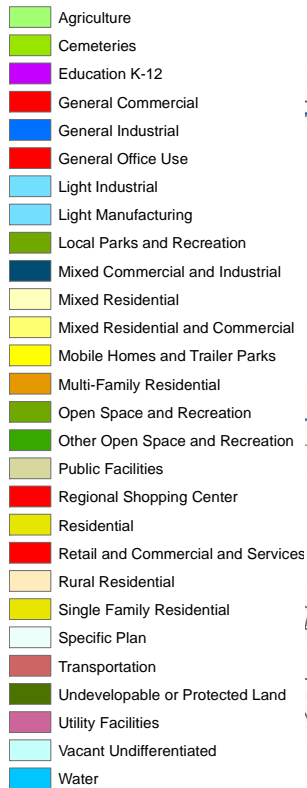 Agriculture
Cemeteries
Education K-12
General Commercial
General Industrial
General Office Use
Light Industrial
Light Manufacturing
Local Parks and Recreation
Mixed Commercial and Industrial
Mixed Residential
Mixed Residential and Commercial
Mobile Homes and Trailer Parks
Multi-Family Residential
Open Space and Recreation
Other Open Space and Recreation
Public Facilities
Regional Shopping Center
Residential
Retail and Commercial and Services
Rural Residential
Single Family Residential
Specific Plan
Transportation
Undevelopable or Protected Land
Utility Facilities
Vacant Undifferentiated
Water